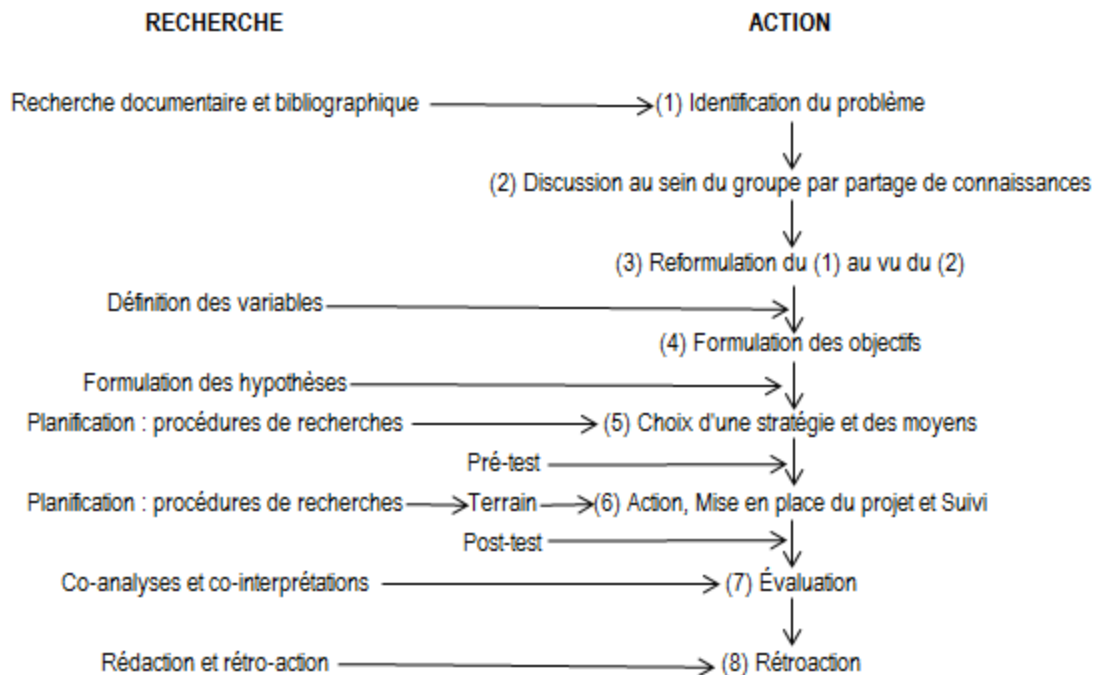 RECHERCHE ACTION
Recherche documentaire et bibliographique (1) Identification du problème
(2) Discussion au sein du groupe par partage de connaissances
(3) Reformulation du (1) au vu du (2)
Définition des variables
(4) Formulation des objectifs
Formulation des hypothèses
Planification : procédures de recherches (5) Choix d'une stratégie et des moyens
Pré-test
Planification : procédures de recherches Terrain (6) Action, Mise en place du projet et Suivi
Post-test
Co-analyses et co-interprétations (7) Évaluation
Rédaction et rétro-action (8) Rétroaction